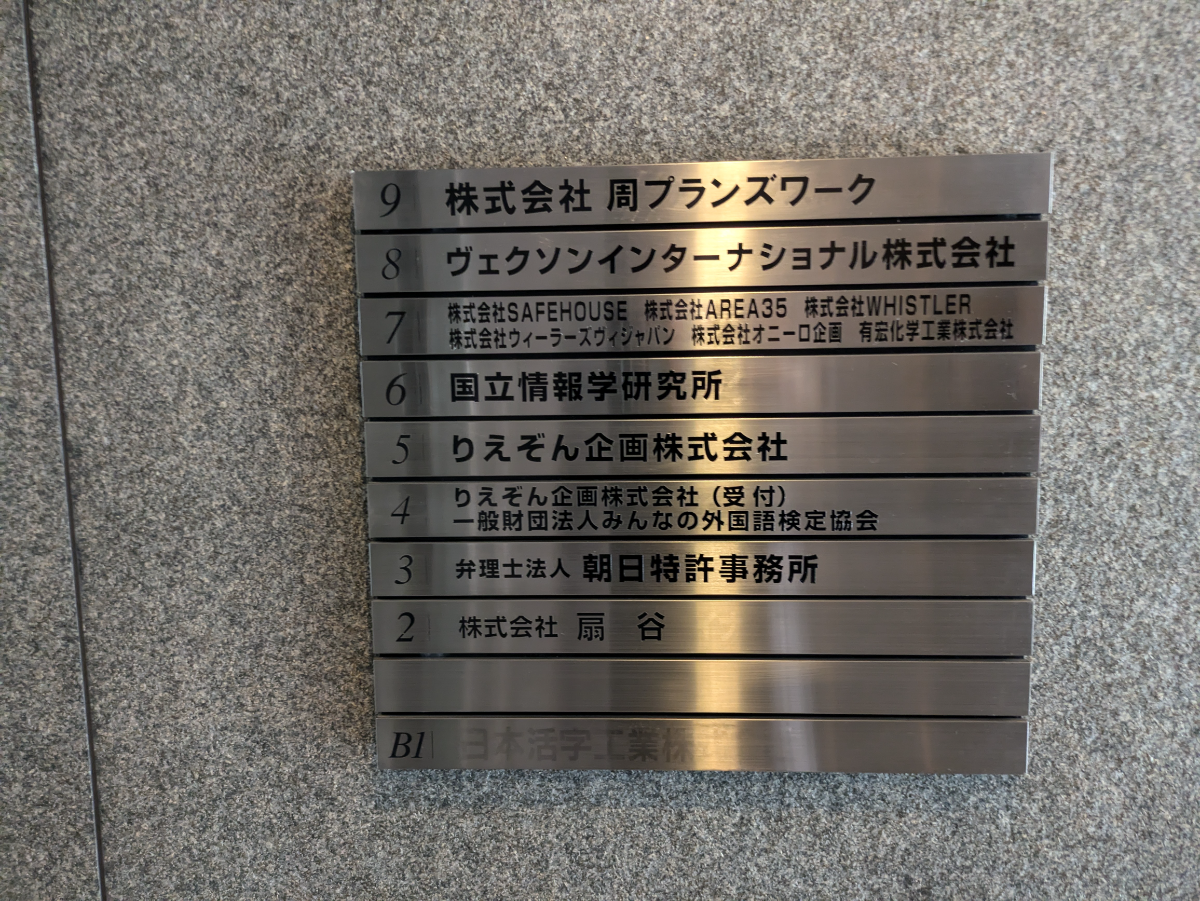 9 株式会社 周プランズワーク
8 ヴェクソンインターナショナル株式会社
7 株式会社SAFEHOUSE 株式会社AREA35 株式会社WHISTLER
株式会社ウィーラーズヴィジャパン 株式会社オニーロ企画 有宏化学工業株式会社
6 国立情報学研究所
5 りえぞん企画株式会社
4 りえぞん企画株式会社（受付）
一般財団法人みんなの外国語検定協会
3 弁理士法人 朝日特許事務所
2 株式会社 扇 谷
B1 日本活字工業株式